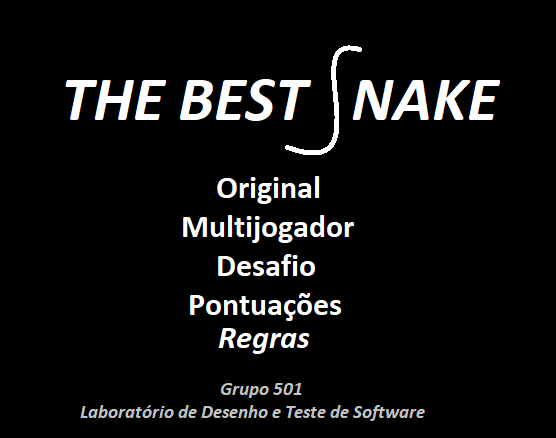 THE BEST SNAKE
Original
Multijogador
Desafio
Pontuações
Regras
Grupo 501
Laboratório de Desenho e Teste de Software